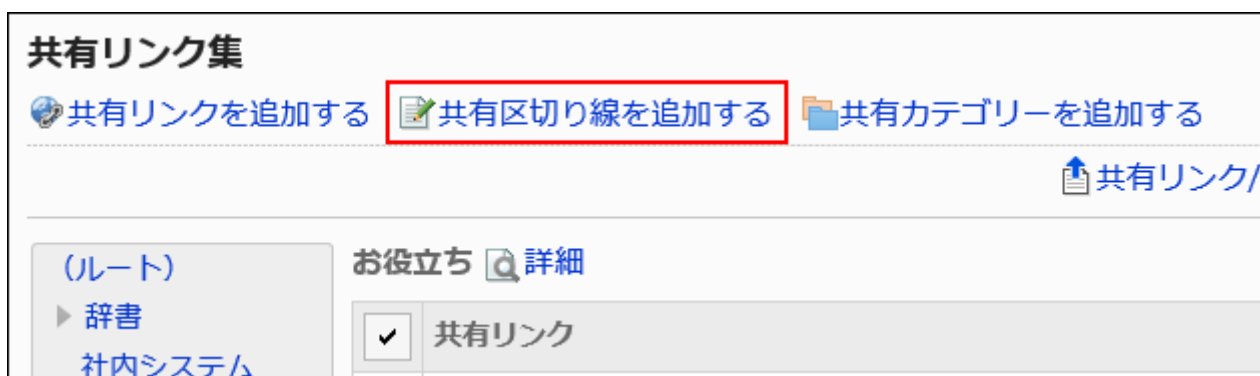 共有リンク集
共有リンクを追加する 共有区切り線を追加する 共有カテゴリーを追加する
共有リンク/
(ルート)
辞書
社内システム
お役立ち 詳細
共有リンク